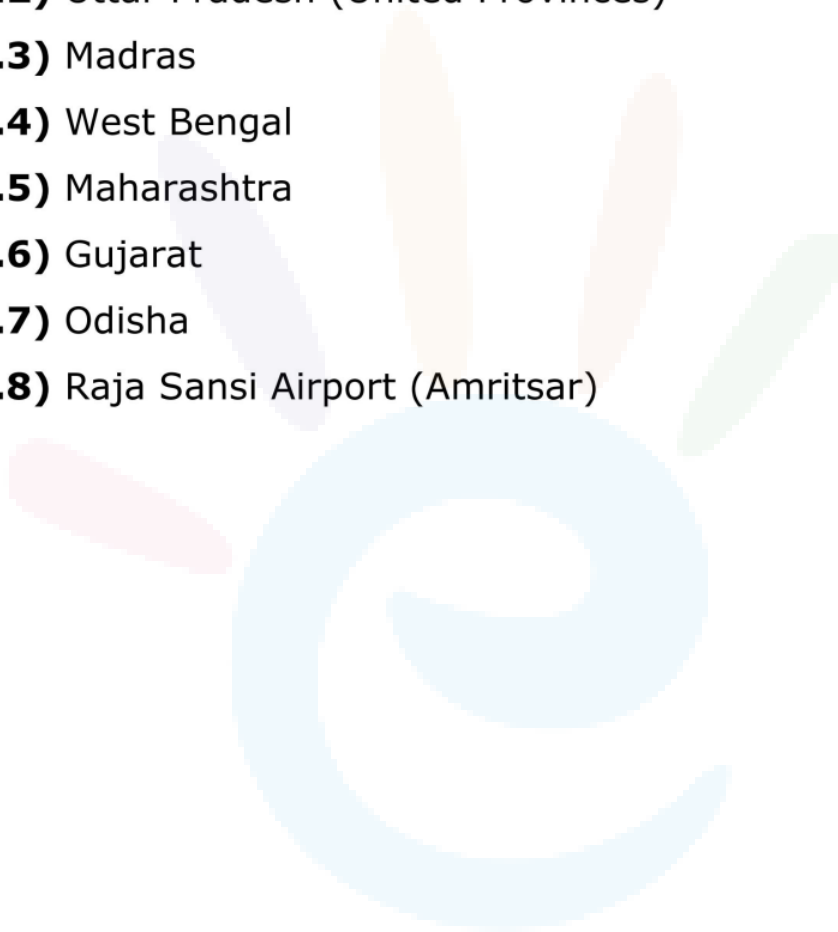 .2) Uttar Pradesh (United Provinces)
.3) Madras
.4) West Bengal
.5) Maharashtra
.6) Gujarat
.7) Odisha
.8) Raja Sansi Airport (Amritsar)